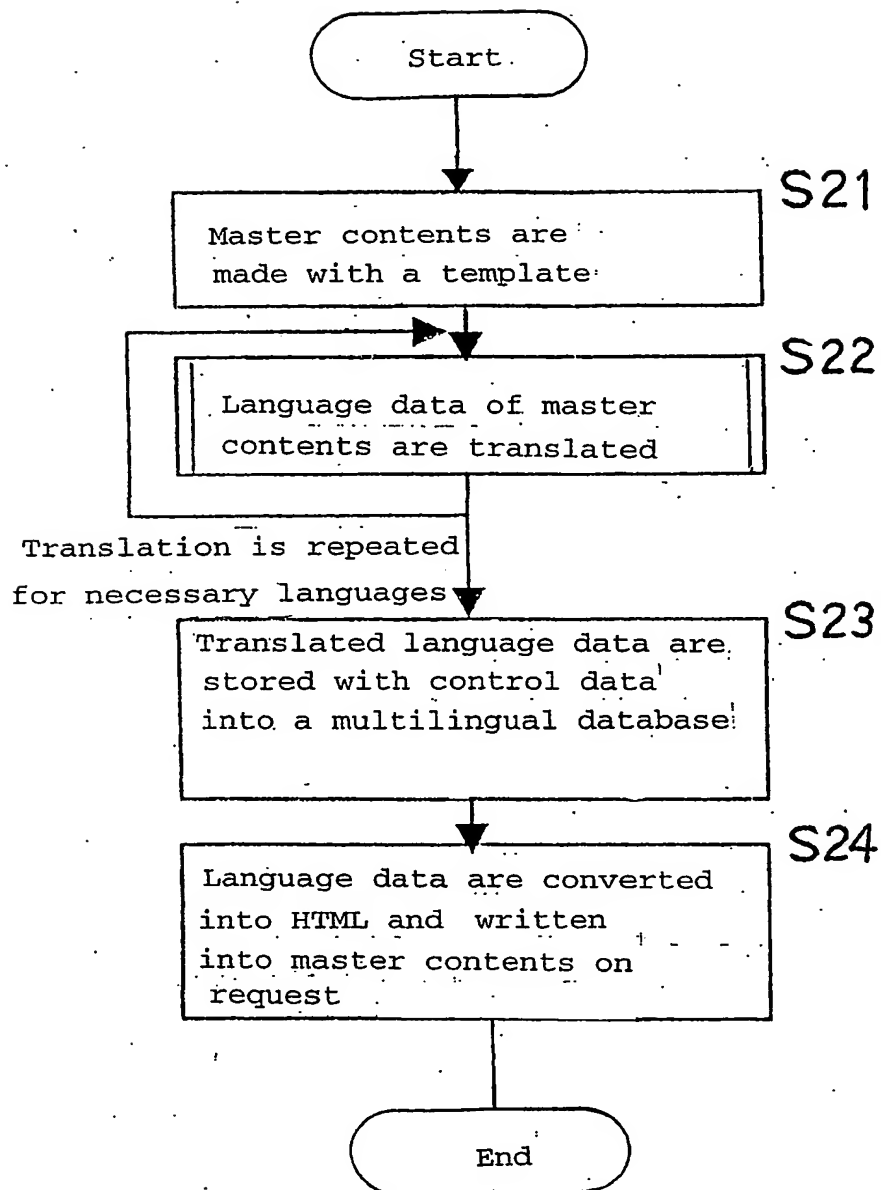 Start
S21
Master contents are
made with a template
S22
Language data of master
contents are translated
Translation is repeated
for necessary languages
S23
Translated language data are
stored with control data
into a multilingual database
S24
Language data are converted
into HTML and written
into master contents on
request
End